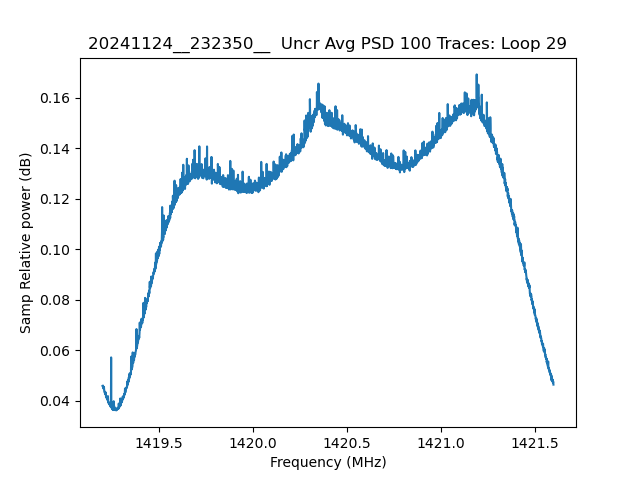 20241124__232350__  Uncr Avg PSD 100 Traces: Loop 29
Samp Relative power (dB)
0.16
0.14
0.12
0.10
0.08
0.06
0.04
1419.5 1420.0 1420.5 1421.0 1421.5
Frequency (MHz)